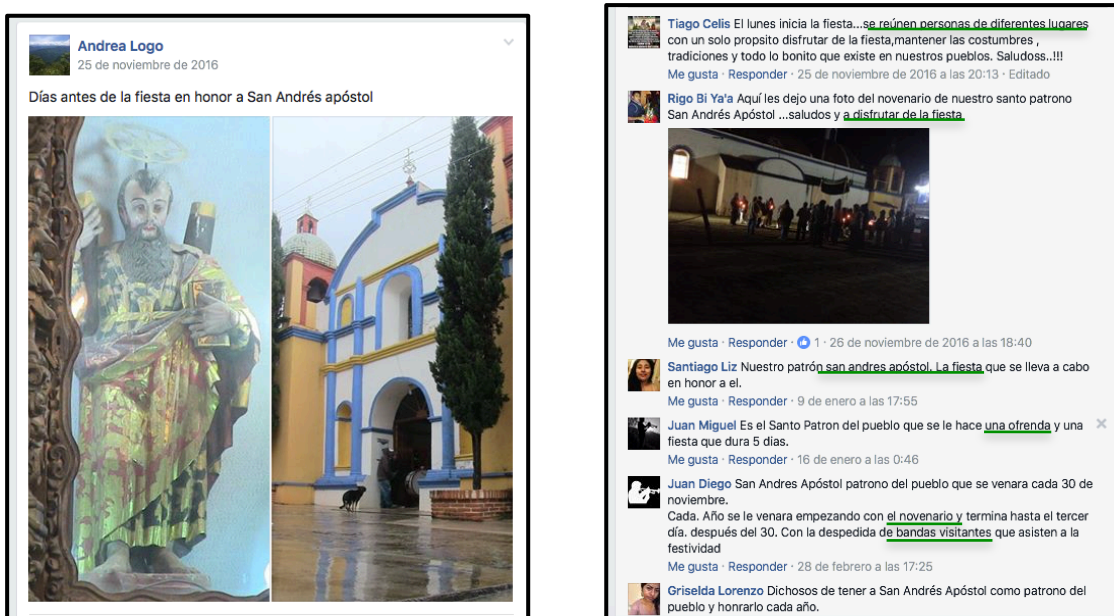 Andrea Logo
25 de noviembre de 2016
Días antes de la fiesta en honor a San Andrés apóstol
Tiago Celis El lunes inicia la fiesta...se reúnen personas de diferentes lugares
con un solo propsito disfrutar de la fiesta,mantener las costumbres ,
tradiciones y todo lo bonito que existe en nuestros pueblos. Saludoss..!!!
Me gusta · Responder · 25 de noviembre de 2016 a las 20:13 · Editado
Rigo Bi Ya'a Aquí les dejo una foto del novenario de nuestro santo patrono
San Andrés Apóstol ...saludos y a disfrutar de la fiesta
Me gusta · Responder · 1 · 26 de noviembre de 2016 a las 18:40
Santiago Liz Nuestro patrón san andres apóstol. La fiesta que se lleva a cabo
en honor a el.
Me gusta · Responder · 9 de enero a las 17:55
Juan Miguel Es el Santo Patron del pueblo que se le hace una ofrenda y una
fiesta que dura 5 dias.
Me gusta · Responder · 16 de enero a las 0:46
Juan Diego San Andres Apóstol patrono del pueblo que se venara cada 30 de
noviembre.
Cada. Año se le venara empezando con el novenario y termina hasta el tercer
día. después del 30. Con la despedida de bandas visitantes que asisten a la
festividad
Me gusta · Responder · 28 de febrero a las 17:25
Griselda Lorenzo Dichosos de tener a San Andrés Apóstol como patrono del
pueblo y honrarlo cada año.